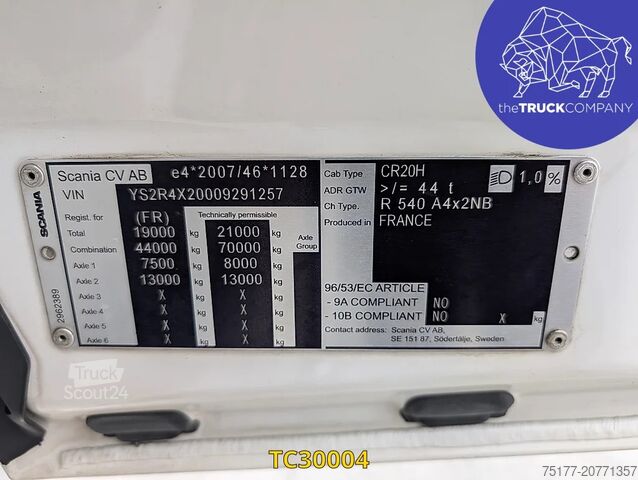 theTRUCKCOMPANY
Scania CV AB e4*2007/46*1128
VIN YS2R4X20009291257
Regist. for (FR) Technically permissible
Total 19000 kg 21000 kg Axle Group
Combination 44000 kg 70000 kg
Axle 1 7500 kg 8000 kg
Axle 2 13000 kg 13000 kg
Axle 3 X kg X kg
Axle 4 X kg X kg
Axle 5 X kg X kg
Axle 6 X kg X kg
SCANIA
2962389
Cab Type CR20H 1,0%
ADR GTW >/= 44 t
Ch Type. R 540 A4x2NB
Produced in FRANCE
96/53/EC ARTICLE
- 9A COMPLIANT NO
- 10B COMPLIANT NO X kg
Contact address: Scania CV AB,
SE 151 87, Södertälje, Sweden
Truck
Scout24
TC30004
75177-20771357